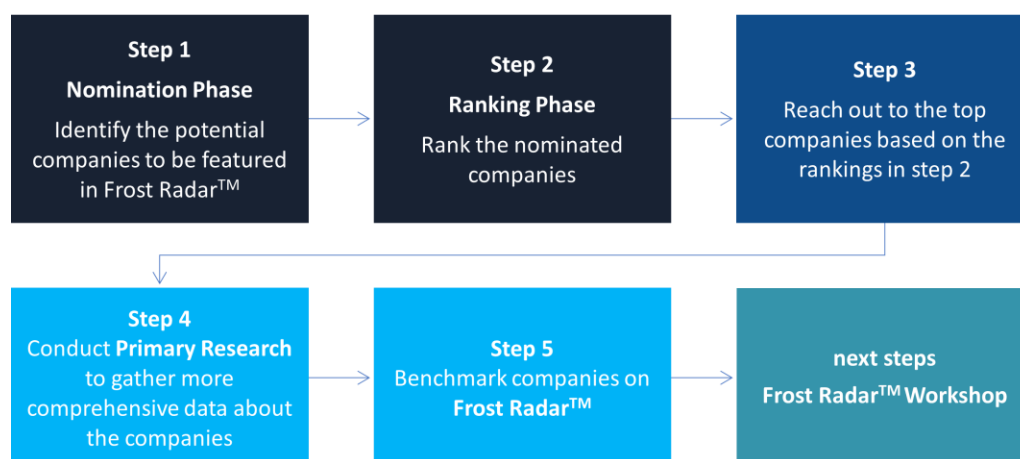 Step 1
Nomination Phase
Identify the potential
companies to be featured
in Frost Radar™
Step 2
Ranking Phase
Rank the nominated
companies
Step 3
Reach out to the top
companies based on the
rankings in step 2
Step 4
Conduct Primary Research
to gather more
comprehensive data about
the companies
Step 5
Benchmark companies on
Frost Radar™
next steps
Frost Radar™ Workshop